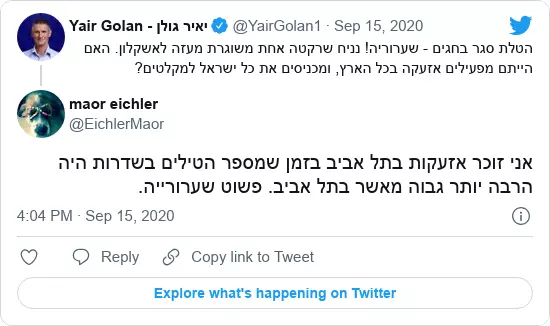 Yair Golan - יאיר גולן @YairGolan1 · Sep 15, 2020
הטלת סגר בחגים - שערוריה! נניח שרקטה אחת משוגרת מעזה לאשקלון. האם
הייתם מפעילים אזעקה בכל הארץ, ומכניסים את כל ישראל למקלטים?
maor eichler
@EichlerMaor
אני זוכר אזעקות בתל אביב בזמן שמספר הטילים בשדרות היה
הרבה יותר גבוה מאשר בתל אביב. פשוט שערורייה.
4:04 PM · Sep 15, 2020
Reply
Copy link to Tweet
Explore what's happening on Twitter